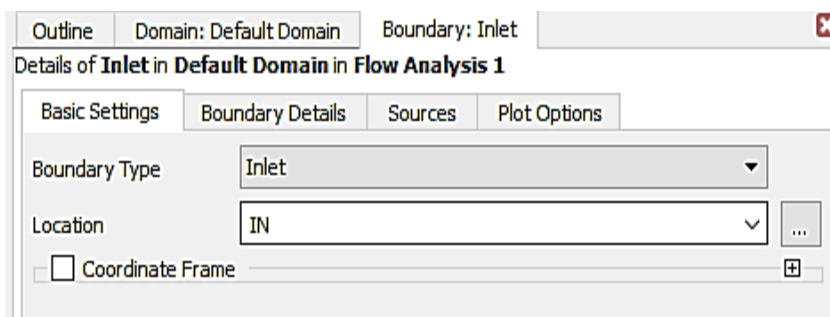 Outline Domain: Default Domain Boundary: Inlet
Details of Inlet in Default Domain in Flow Analysis 1
Basic Settings Boundary Details Sources Plot Options
Boundary Type Inlet
Location IN ...
Coordinate Frame